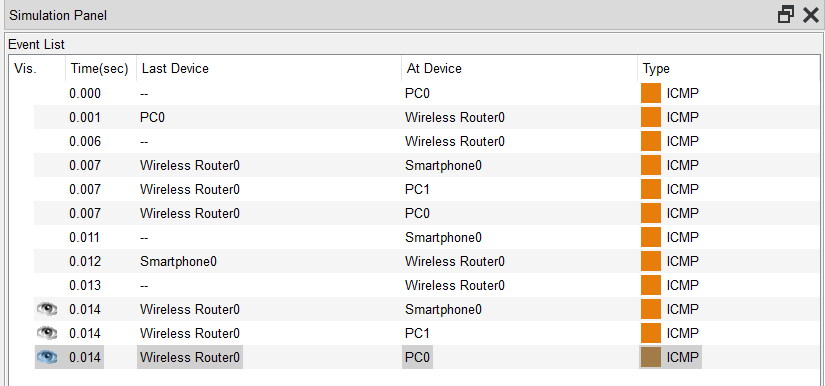 Simulation Panel
Event List
Vis. Time(sec) Last Device At Device Type
0.000 -- PC0 ICMP
0.001 PC0 Wireless Router0 ICMP
0.006 -- Wireless Router0 ICMP
0.007 Wireless Router0 Smartphone0 ICMP
0.007 Wireless Router0 PC1 ICMP
0.007 Wireless Router0 PC0 ICMP
0.011 -- Smartphone0 ICMP
0.012 Smartphone0 Wireless Router0 ICMP
0.013 -- Wireless Router0 ICMP
0.014 Wireless Router0 Smartphone0 ICMP
0.014 Wireless Router0 PC1 ICMP
0.014 Wireless Router0 PC0 ICMP